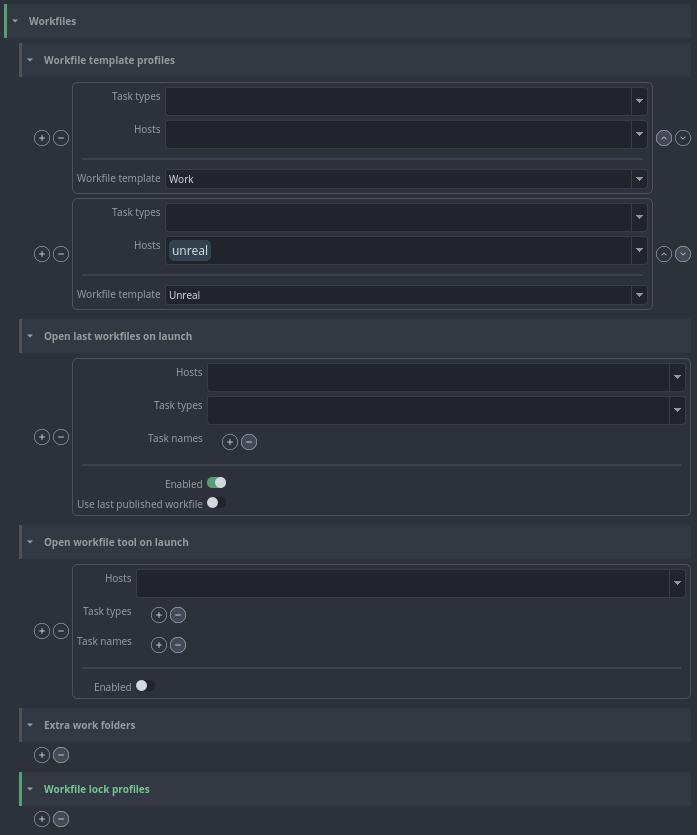 Workfiles
Workfile template profiles
Task types
Hosts
Workfile template Work
Task types
Hosts unreal
Workfile template Unreal
Open last workfiles on launch
Hosts
Task types
Task names
Enabled
Use last published workfile
Open workfile tool on launch
Hosts
Task types
Task names
Enabled
Extra work folders
Workfile lock profiles